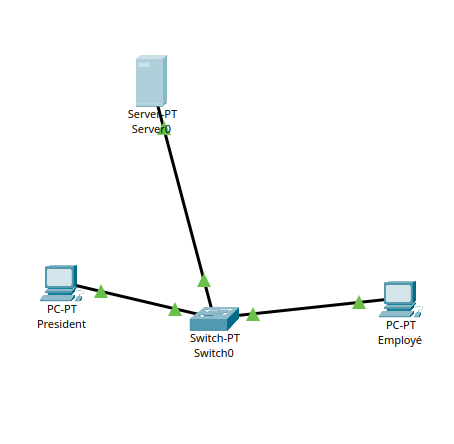 Server-PT
Server0
PC-PT
President
Switch-PT
Switch0
PC-PT
Employé